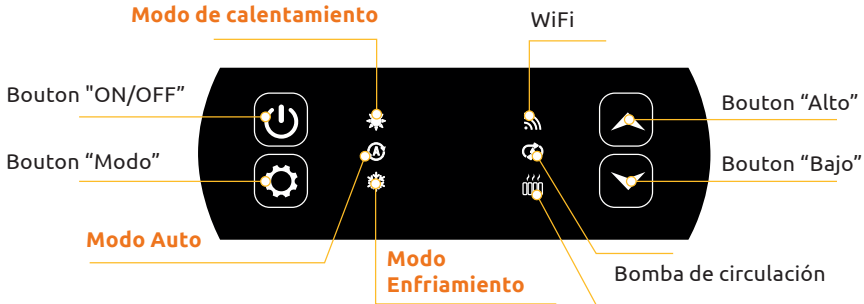 Modo de calentamiento
WiFi
Bouton "ON/OFF”
Bouton “Alto”
Bouton “Modo”
A
Bouton “Bajo”
Modo Auto
Modo
Enfriamiento
Bomba de circulación